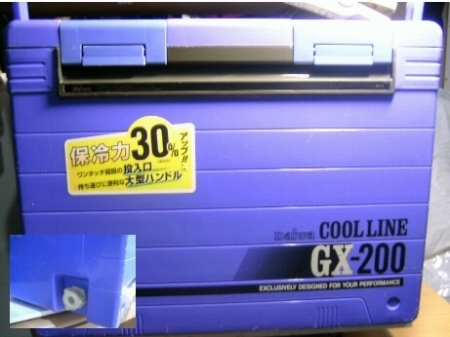 保冷力30%アップ!!
ワンタッチ開閉の投入口
持ち運びに便利な大型ハンドル
Daiwa COOL LINE
GX-200
EXCLUSIVELY DESIGNED FOR YOUR PERFORMANCE